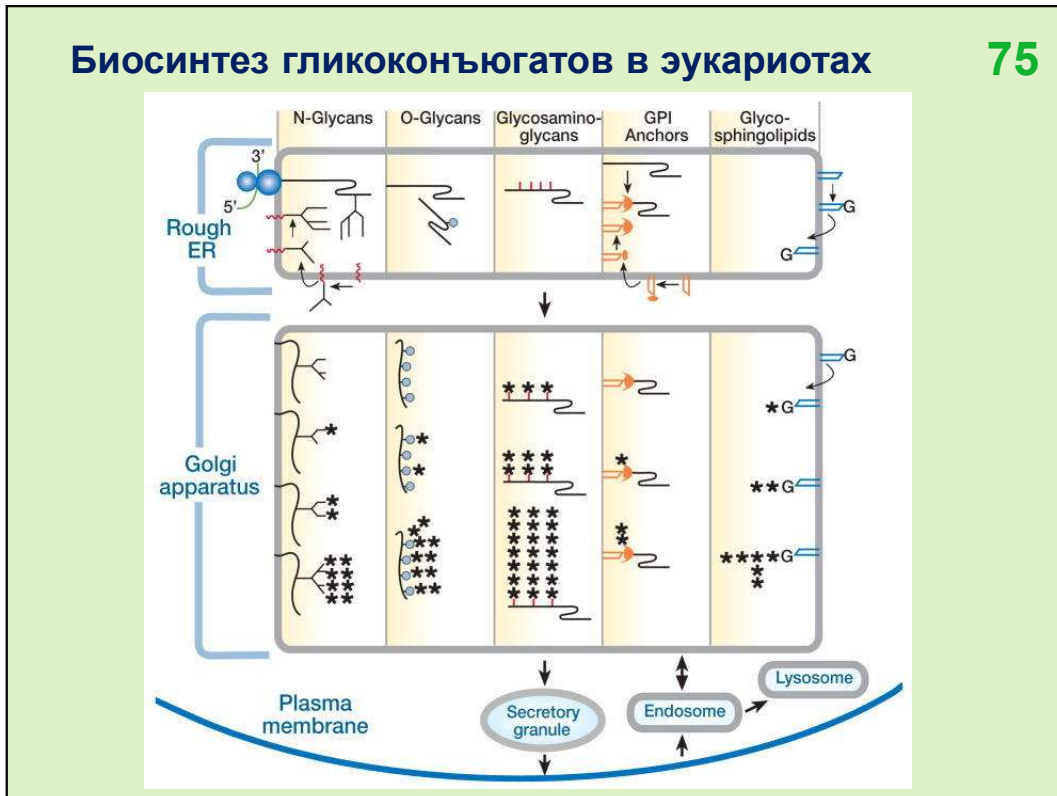 Биосинтез гликоконъюгатов в эукариотах
75
N-Glycans
O-Glycans
Glycosamino-
glycans
GPI
Anchors
Glyco-
sphingolipids
3'
5'
Rough
ER
G
G
G
Golgi
apparatus
*** 
*G
*
*
***
***
*
**G
*
*
**
**
**
**
*
*
**
**
**
**
***
***
***
***
***
***
***
*
*
****G
*
*
Plasma
membrane
Secretory
granule
Endosome
Lysosome